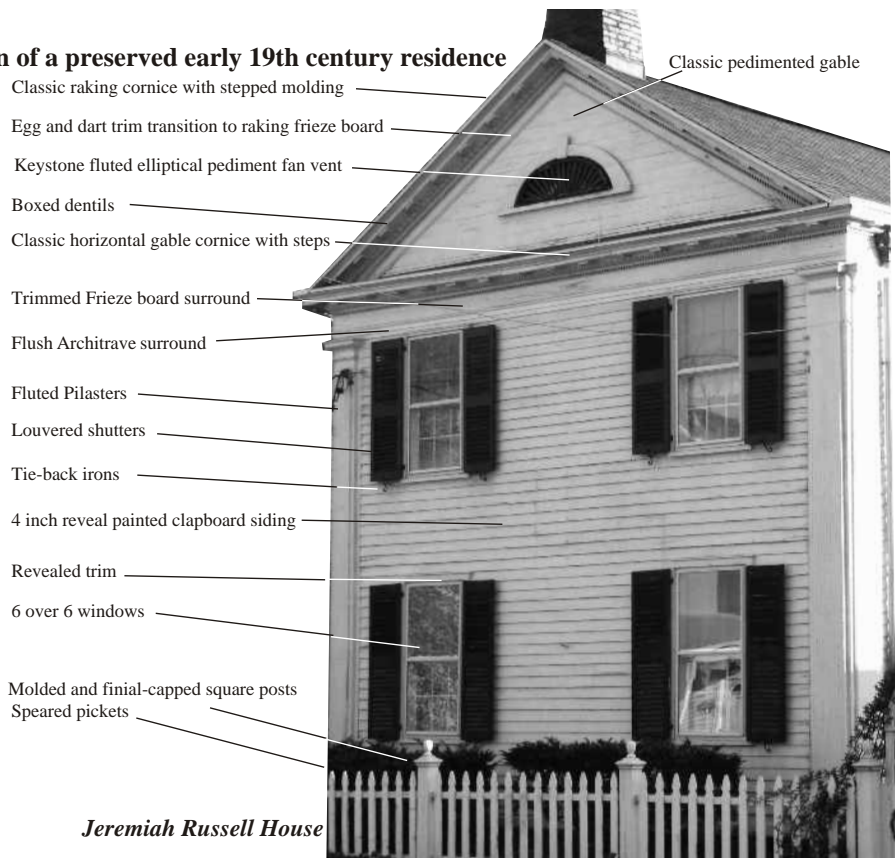 n of a preserved early 19th century residence
Classic pedimented gable
Classic raking cornice with stepped molding
Egg and dart trim transition to raking frieze board
Keystone fluted elliptical pediment fan vent
Boxed dentils
Classic horizontal gable cornice with steps
Trimmed Frieze board surround
Flush Architrave surround
Fluted Pilasters
Louvered shutters
Tie-back irons
4 inch reveal painted clapboard siding
Revealed trim
6 over 6 windows
Molded and finial-capped square posts
Speared pickets
Jeremiah Russell House